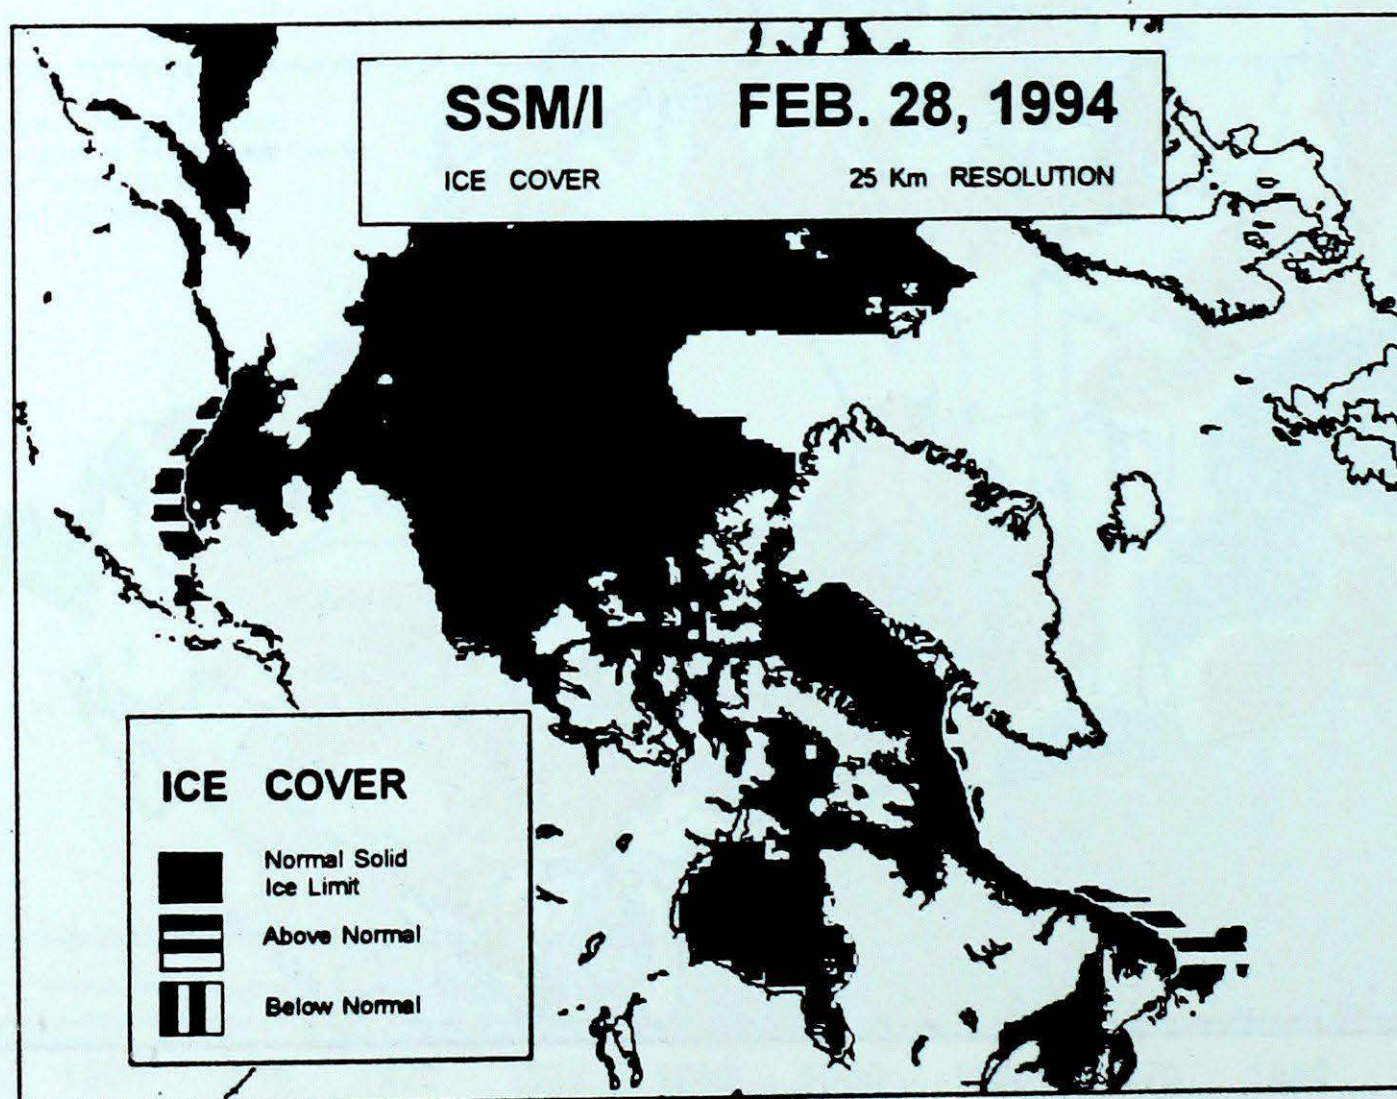 SSM/I FEB. 28, 1994
ICE COVER 25 Km RESOLUTION
ICE COVER
Normal Solid
Ice Limit
Above Normal
Below Normal